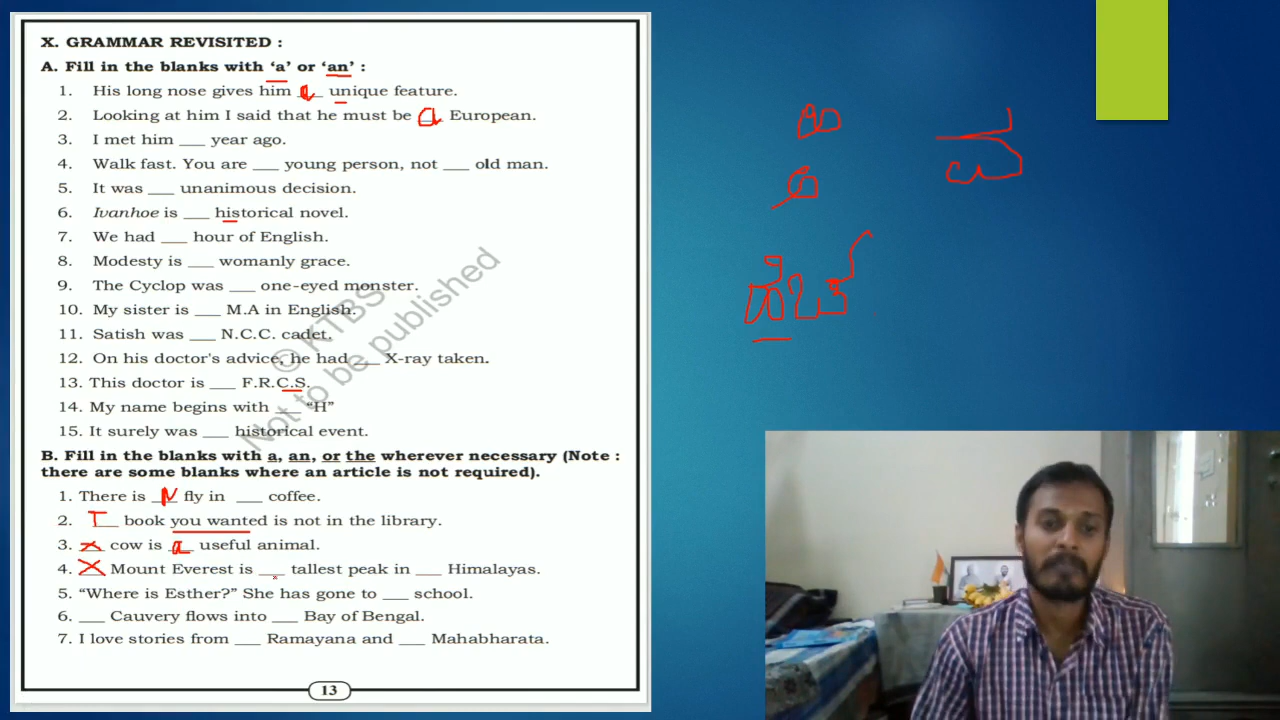 X. GRAMMAR REVISITED :
A. Fill in the blanks with ‘a’ or ‘an’ :
1. His long nose gives him a unique feature.
2. Looking at him I said that he must be a European.
3. I met him ___ year ago.
4. Walk fast. You are ___ young person, not ___ old man.
5. It was ___ unanimous decision.
6. Ivanhoe is ___ historical novel.
7. We had ___ hour of English.
8. Modesty is ___ womanly grace.
9. The Cyclop was ___ one-eyed monster.
10. My sister is ___ M.A in English.
11. Satish was ___ N.C.C. cadet.
12. On his doctor's advice, he had ___ X-ray taken.
13. This doctor is ___ F.R.C.S.
14. My name begins with ___ “H”
15. It surely was ___ historical event.
© KTBS
Not to be published
B. Fill in the blanks with a, an, or the wherever necessary (Note :
there are some blanks where an article is not required).
1. There is N fly in ___ coffee.
2. T book you wanted is not in the library.
3. x cow is a useful animal.
4. X Mount Everest is ___ tallest peak in ___ Himalayas.
5. “Where is Esther?” She has gone to ___ school.
6. ___ Cauvery flows into ___ Bay of Bengal.
7. I love stories from ___ Ramayana and ___ Mahabharata.
13